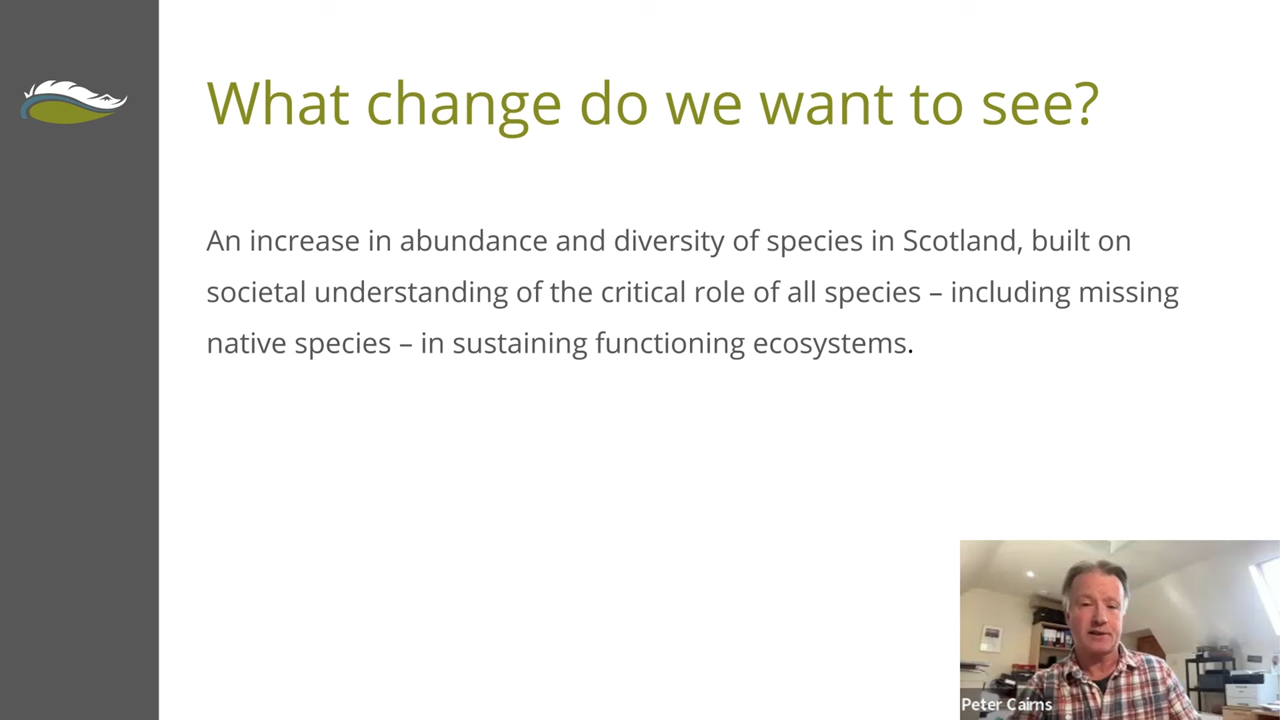 What change do we want to see?
An increase in abundance and diversity of species in Scotland, built on
societal understanding of the critical role of all species – including missing
native species – in sustaining functioning ecosystems.
Peter Cairns